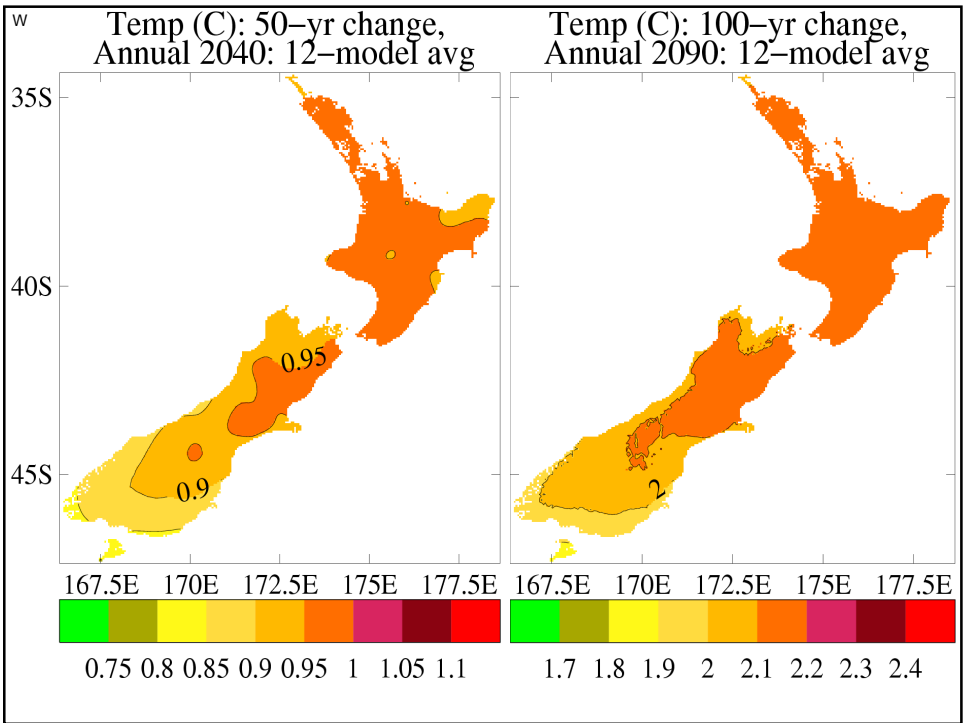 W
Temp (C): 50−yr change,
Annual 2040: 12−model avg
Temp (C): 100−yr change,
Annual 2090: 12−model avg
35S
40S
45S
0.95
0.9
2
167.5E 170E 172.5E 175E 177.5E
167.5E 170E 172.5E 175E 177.5E
0.75 0.8 0.85 0.9 0.95 1 1.05 1.1
1.7 1.8 1.9 2 2.1 2.2 2.3 2.4